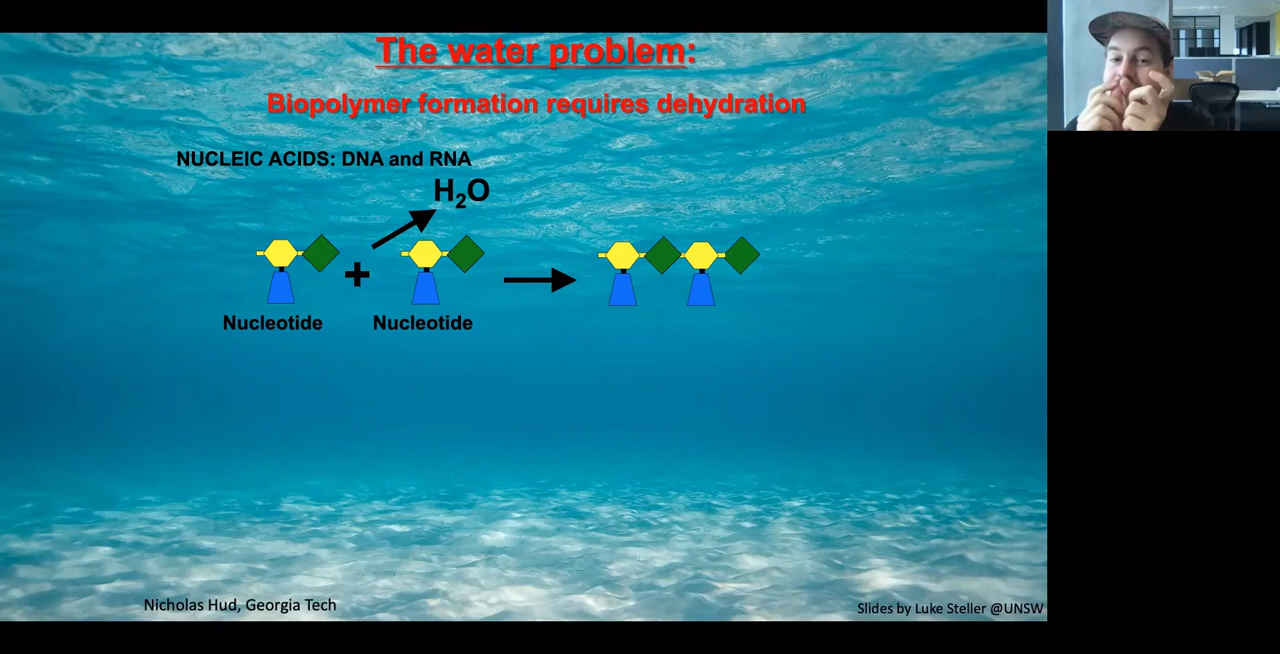 The water problem:
Biopolymer formation requires dehydration
NUCLEIC ACIDS: DNA and RNA
H₂O
+
Nucleotide Nucleotide
Nicholas Hud, Georgia Tech
Slides by Luke Steller @UNSW